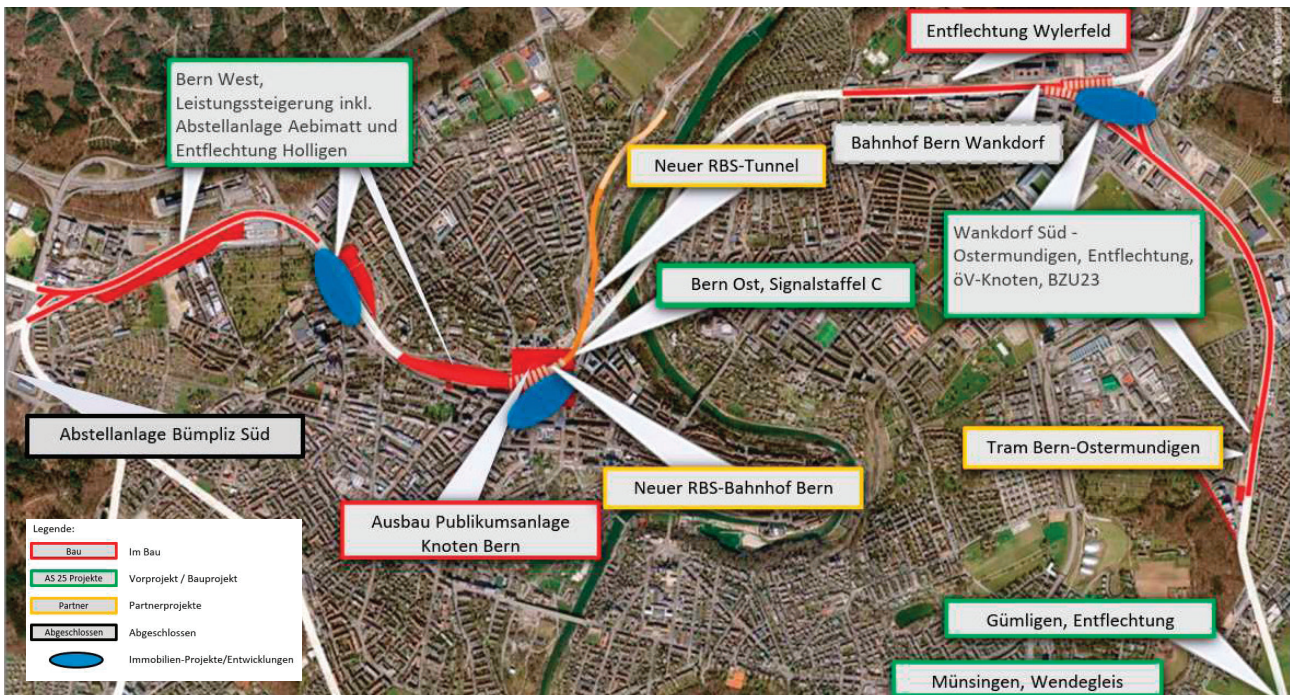 Entflechtung Wylerfeld
Bern West,
Leistungssteigerung inkl.
Abstellanlage Aebimatt und
Entflechtung Holligen
Bahnhof Bern Wankdorf
Neuer RBS-Tunnel
Wankdorf Süd -
Ostermundigen, Entflechtung,
öV-Knoten, BZU23
Bern Ost, Signalstaffel C
Abstellanlage Bümpliz Süd
Tram Bern-Ostermundigen
Neuer RBS-Bahnhof Bern
Ausbau Publikumsanlage
Knoten Bern
Legende:
Bau Im Bau
AS 25 Projekte Vorprojekt / Bauprojekt
Partner Partnerprojekte
Abgeschlossen Abgeschlossen
Immobilien-Projekte/Entwicklungen
Gümligen, Entflechtung
Münsingen, Wendegleis